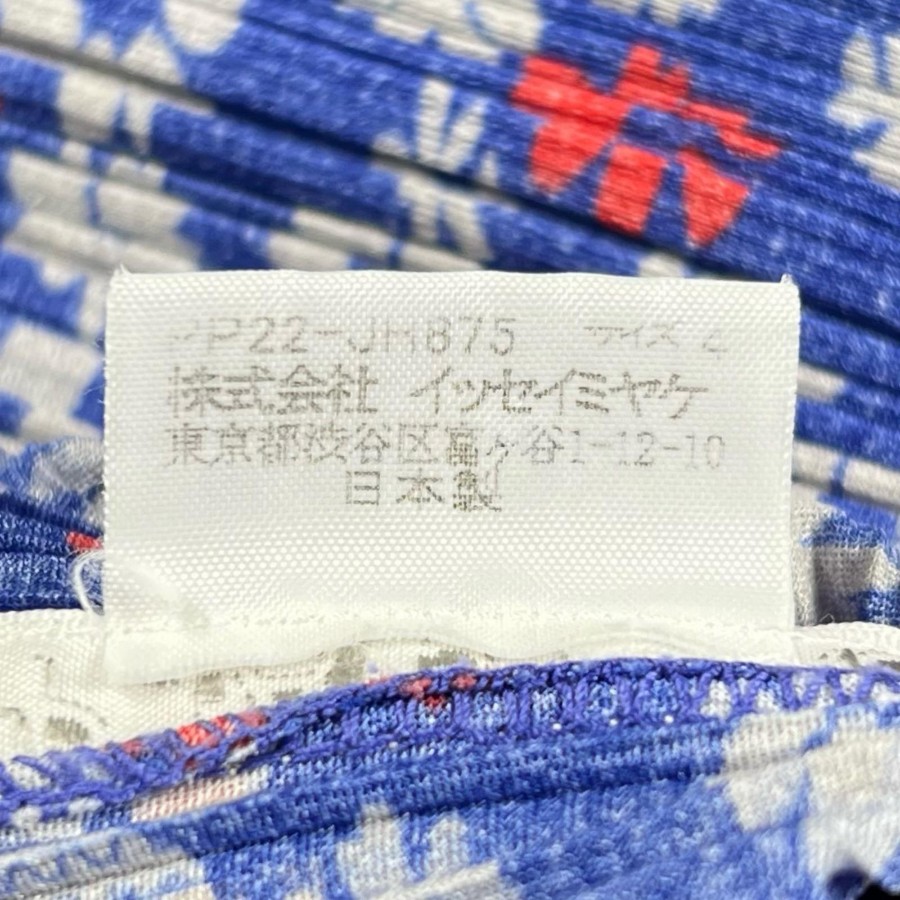 PP22-JH875 サイズ 2
株式会社 イッセイミヤケ
東京都渋谷区富ヶ谷1-12-10
日本製